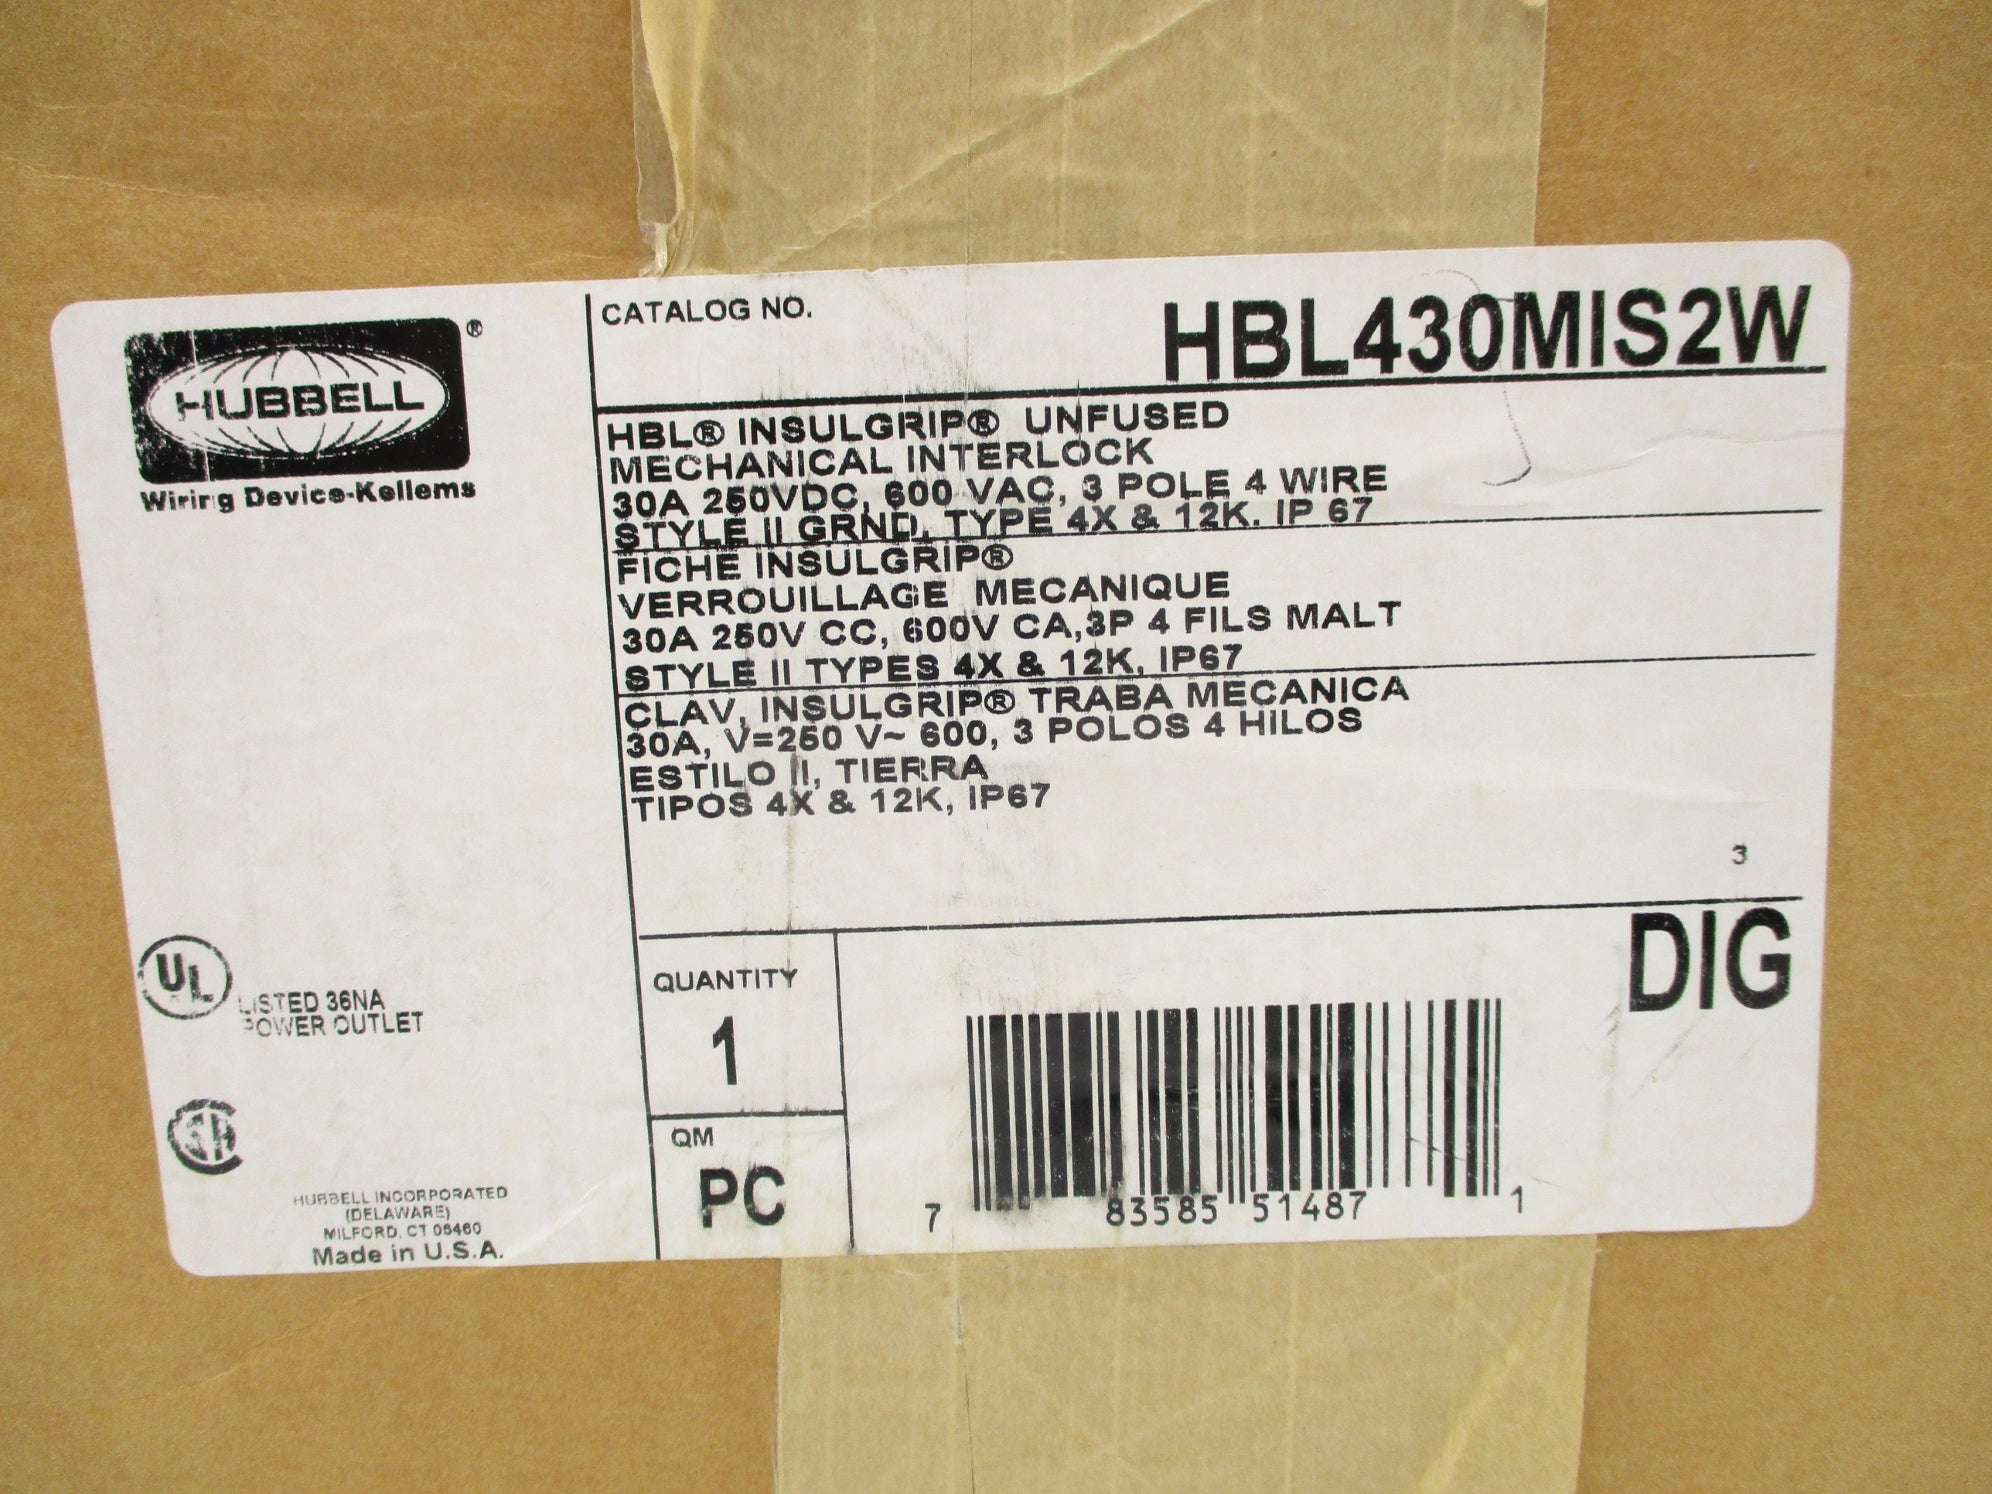 HUBBELL ®
Wiring Device-Kellems
CATALOG NO.
HBL430MIS2W
HBL® INSULGRIP® UNFUSED
MECHANICAL INTERLOCK
30A 250VDC, 600 VAC, 3 POLE 4 WIRE
STYLE II GRND, TYPE 4X & 12K. IP 67
FICHE INSULGRIP®
VERROUILLAGE MECANIQUE
30A 250V CC, 600V CA,3P 4 FILS MALT
STYLE II TYPES 4X & 12K, IP67
CLAV, INSULGRIP® TRABA MECANICA
30A, V=250 V~ 600, 3 POLOS 4 HILOS
ESTILO II, TIERRA
TIPOS 4X & 12K, IP67
3
DIG
UL
LISTED 36NA
POWER OUTLET
SA
HUBBELL INCORPORATED
(DELAWARE)
MILFORD, CT 06460
Made in U.S.A.
QUANTITY
1
QM
PC
7 83585 51487 1